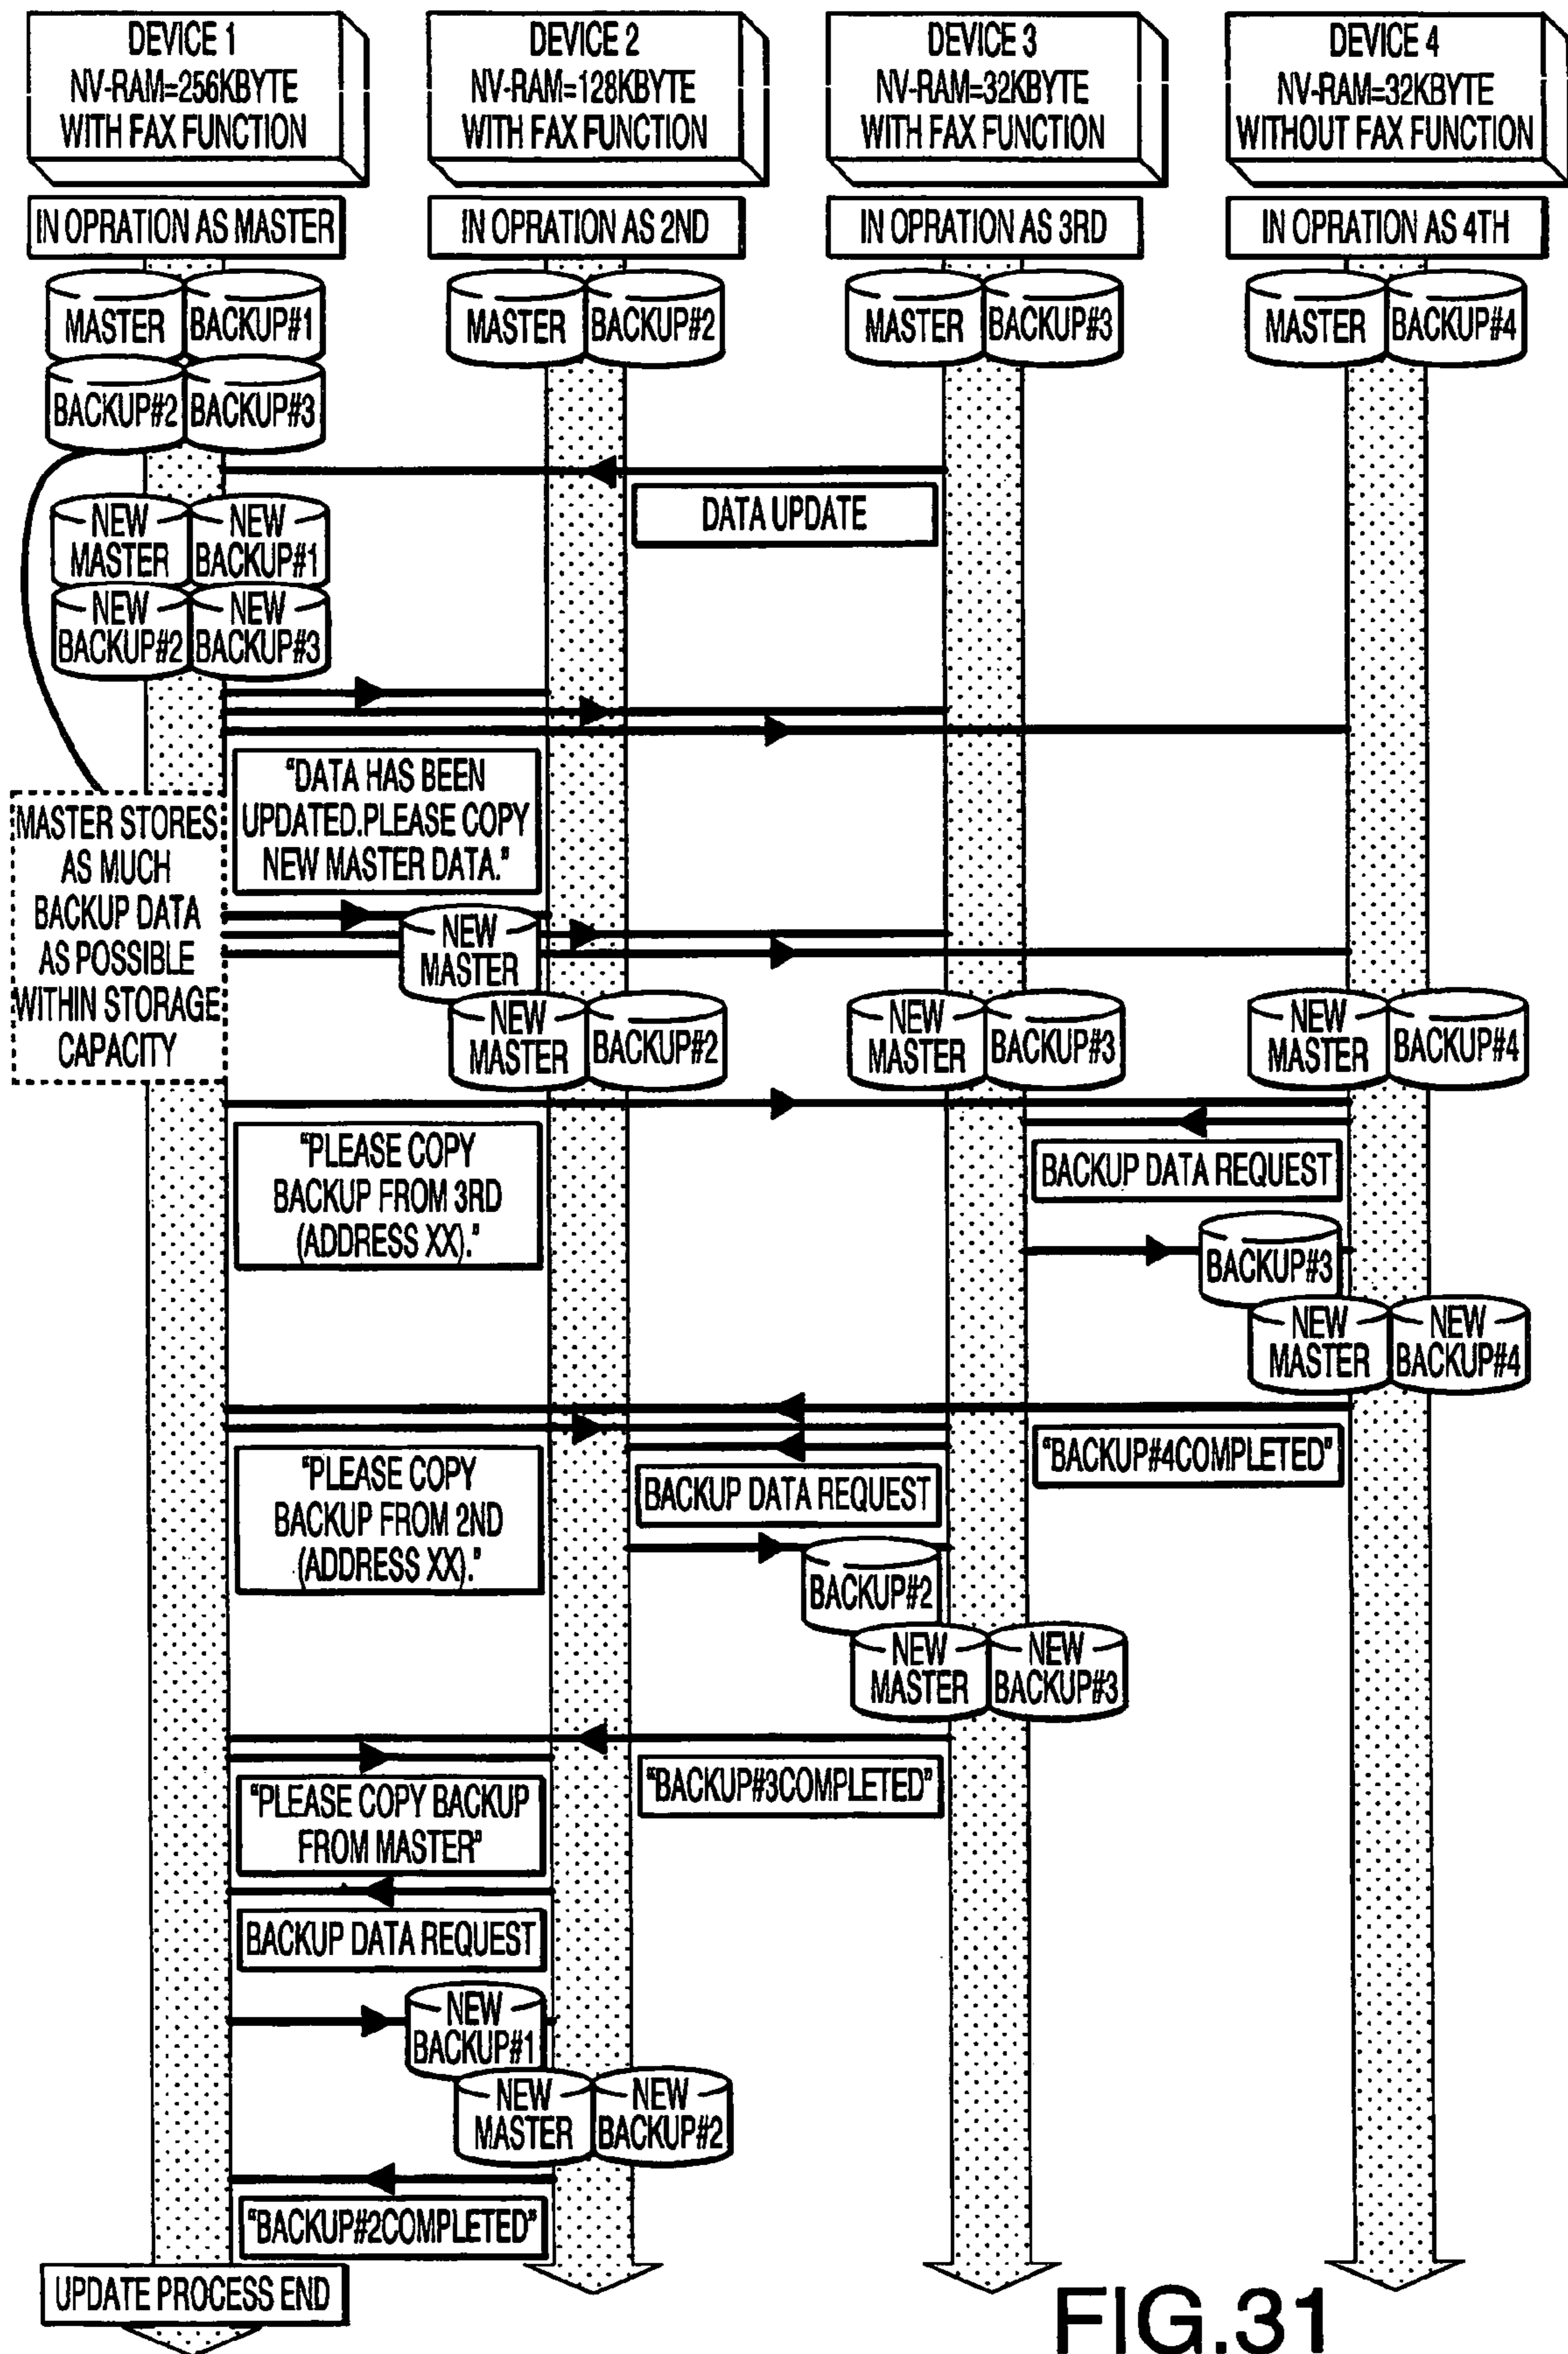 DEVICE 1
NV-RAM=256KBYTE
WITH FAX FUNCTION
DEVICE 2
NV-RAM=128KBYTE
WITH FAX FUNCTION
DEVICE 3
NV-RAM=32KBYTE
WITH FAX FUNCTION
DEVICE 4
NV-RAM=32KBYTE
WITHOUT FAX FUNCTION
IN OPRATION AS MASTER
IN OPRATION AS 2ND
IN OPRATION AS 3RD
IN OPRATION AS 4TH
MASTER
BACKUP#1
MASTER
BACKUP#2
MASTER
BACKUP#3
MASTER
BACKUP#4
BACKUP#2
BACKUP#3
DATA UPDATE
NEW
MASTER
NEW
BACKUP#1
NEW
BACKUP#2
NEW
BACKUP#3
"DATA HAS BEEN
UPDATED.PLEASE COPY
NEW MASTER DATA."
MASTER STORES
AS MUCH
BACKUP DATA
AS POSSIBLE
WITHIN STORAGE
CAPACITY
NEW
MASTER
NEW
MASTER
BACKUP#2
NEW
MASTER
BACKUP#3
NEW
MASTER
BACKUP#4
"PLEASE COPY
BACKUP FROM 3RD
(ADDRESS XX)."
BACKUP DATA REQUEST
BACKUP#3
NEW
MASTER
NEW
BACKUP#4
"BACKUP#4COMPLETED"
"PLEASE COPY
BACKUP FROM 2ND
(ADDRESS XX)."
BACKUP DATA REQUEST
BACKUP#2
NEW
MASTER
NEW
BACKUP#3
"BACKUP#3COMPLETED"
"PLEASE COPY BACKUP
FROM MASTER"
BACKUP DATA REQUEST
NEW
BACKUP#1
NEW
MASTER
NEW
BACKUP#2
"BACKUP#2COMPLETED"
UPDATE PROCESS END
FIG.31